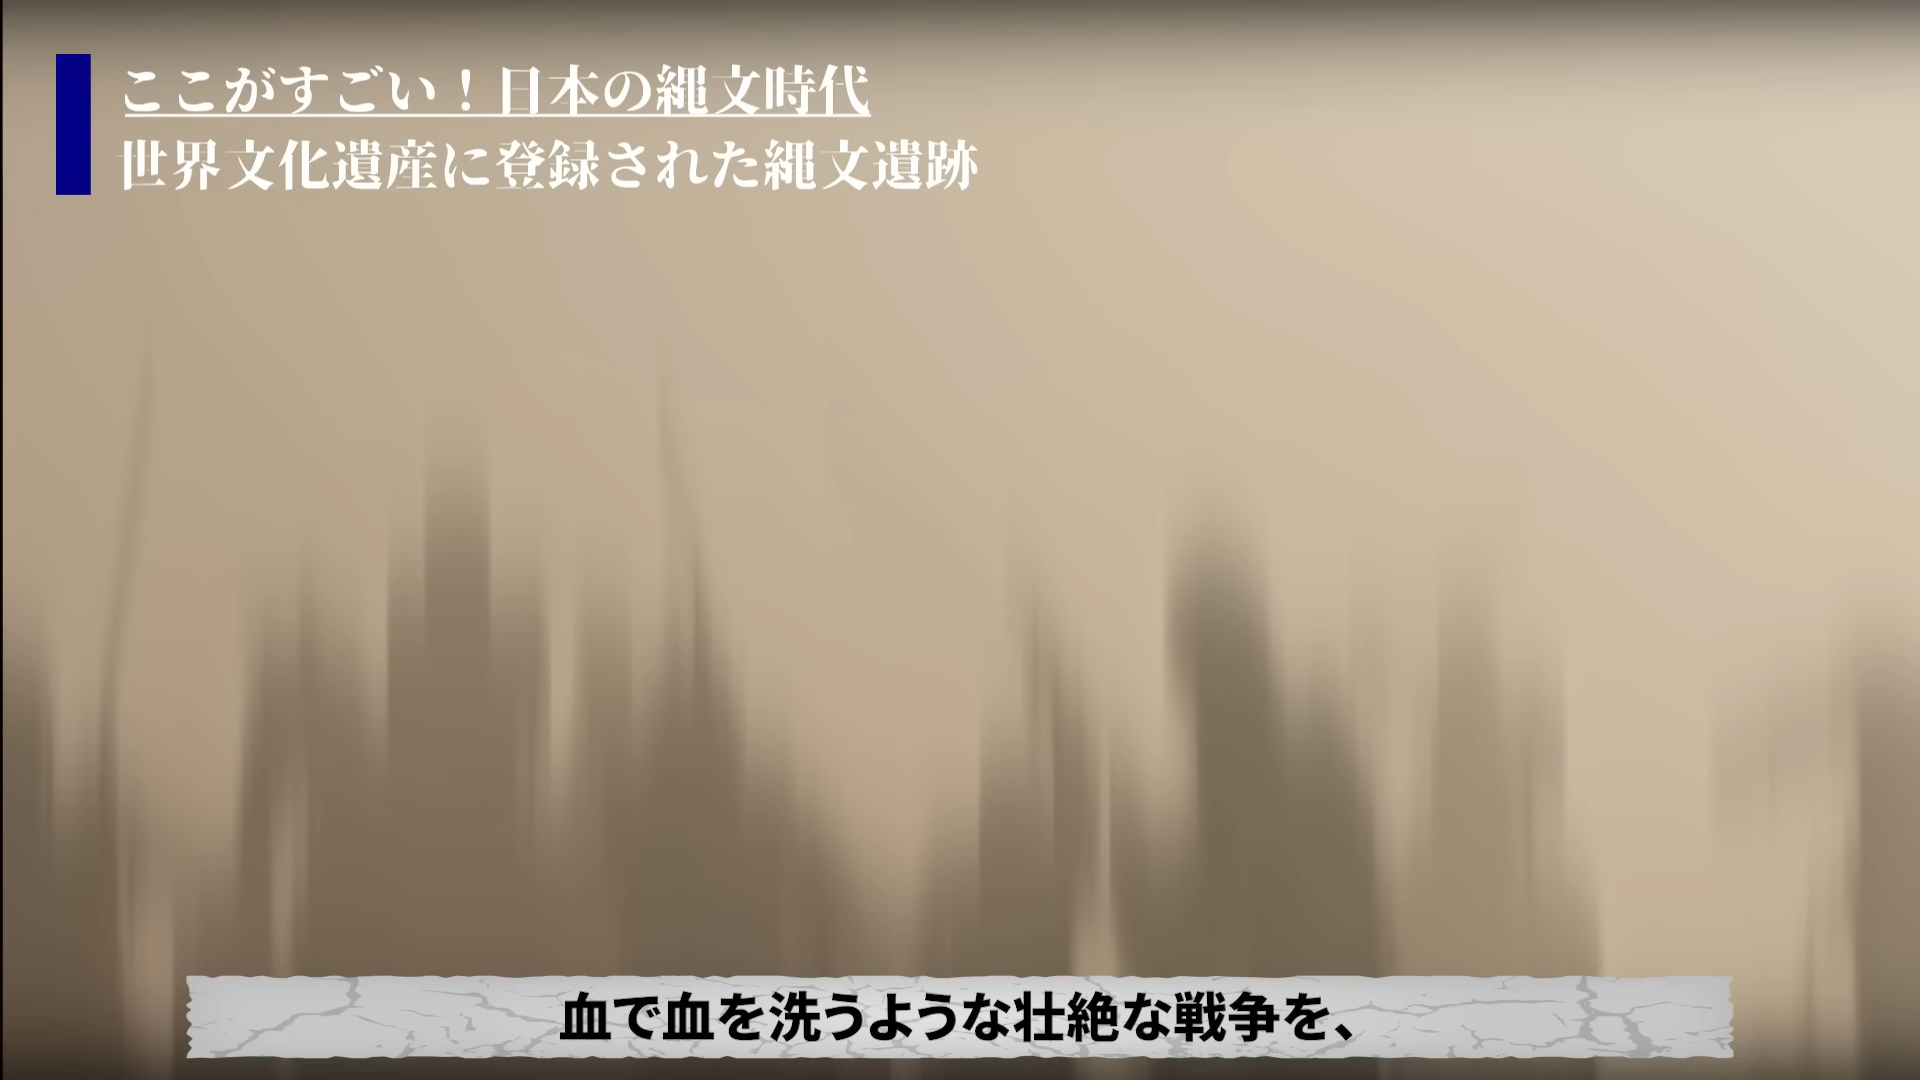 ここがすごい！日本の縄文時代
世界文化遺産に登録された縄文遺跡
血で血を洗うような壮絶な戦争を、